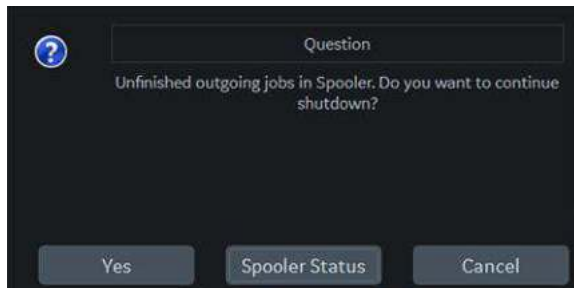 Question
Unfinished outgoing jobs in Spooler. Do you want to continue
shutdown?
Yes
Spooler Status
Cancel